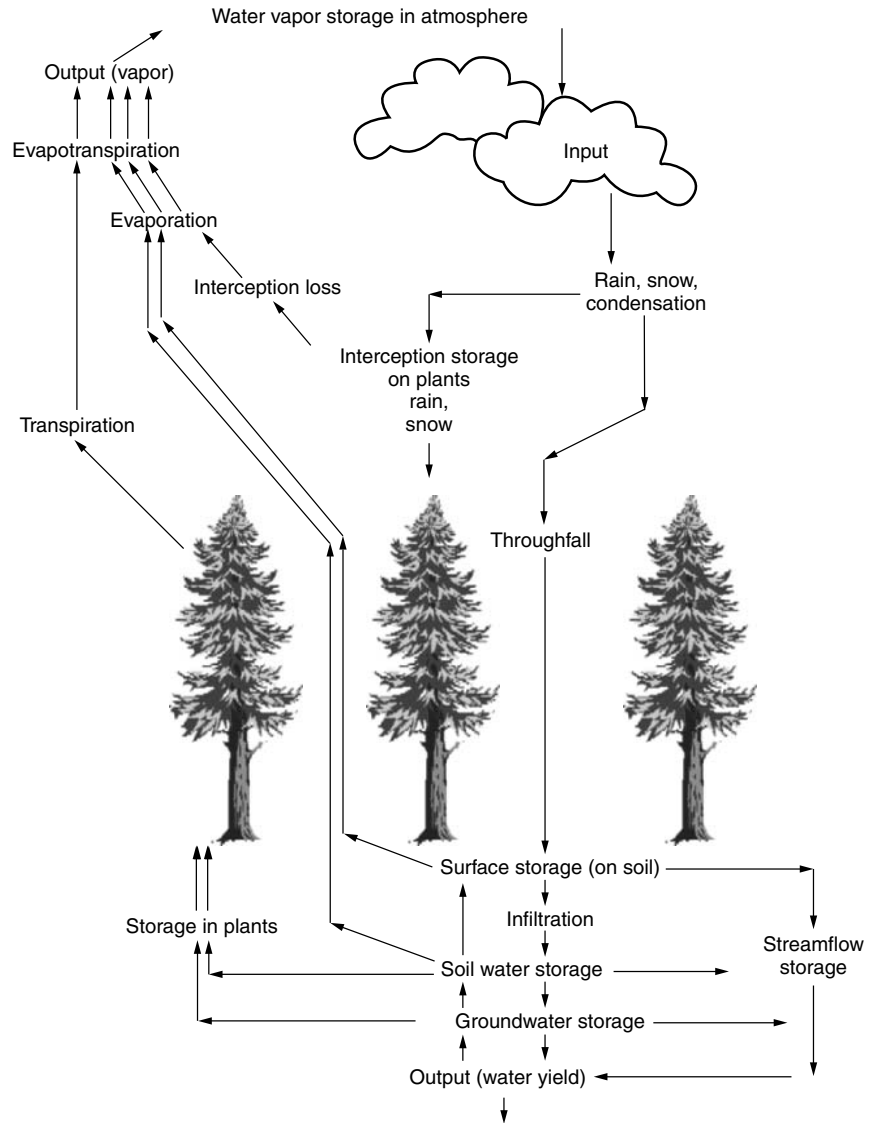 Water vapor storage in atmosphere
Output (vapor)
Evapotranspiration
Input
Evaporation
Interception loss
Rain, snow,
condensation
Interception storage
on plants
rain,
snow
Transpiration
Throughfall
Surface storage (on soil)
Infiltration
Storage in plants
Streamflow
storage
Soil water storage
Groundwater storage
Output (water yield)